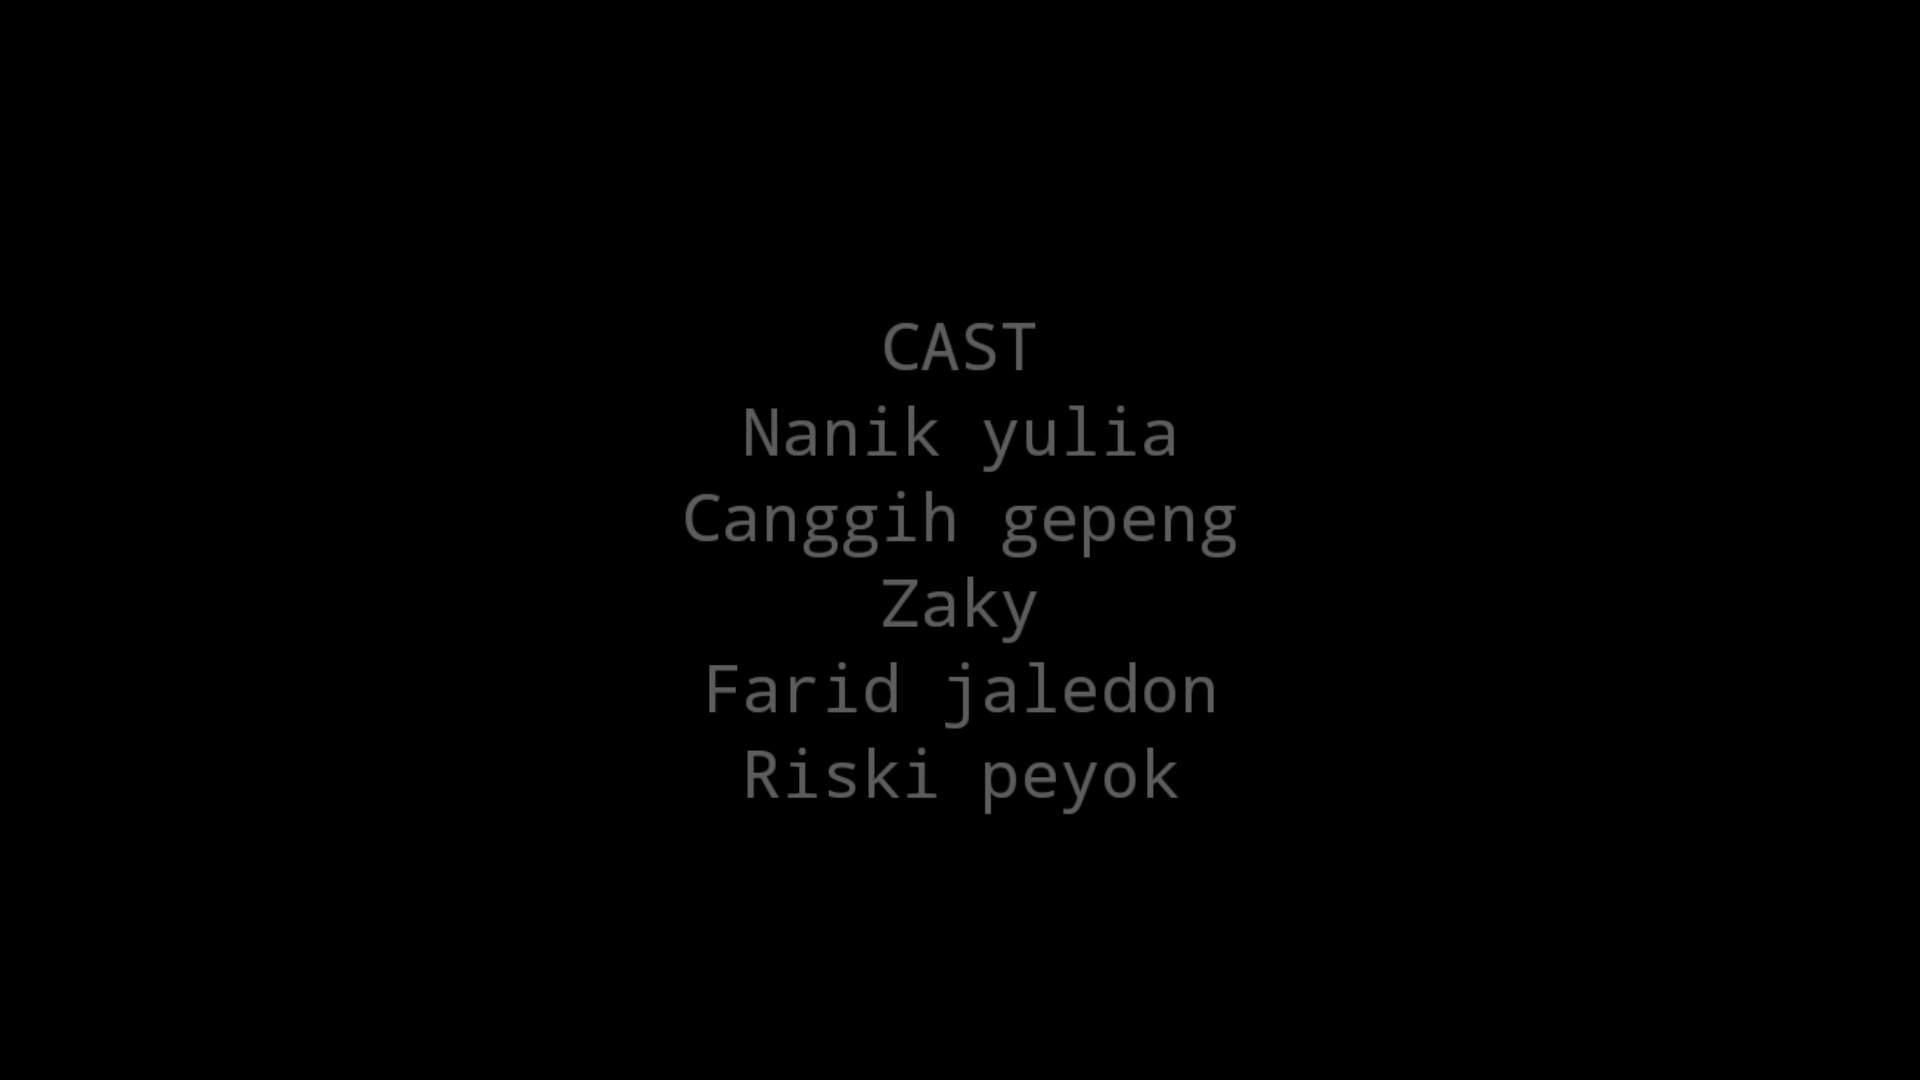 CAST
Nanik yulia
Canggih gepeng
Zaky
Farid jaledon
Riski peyok